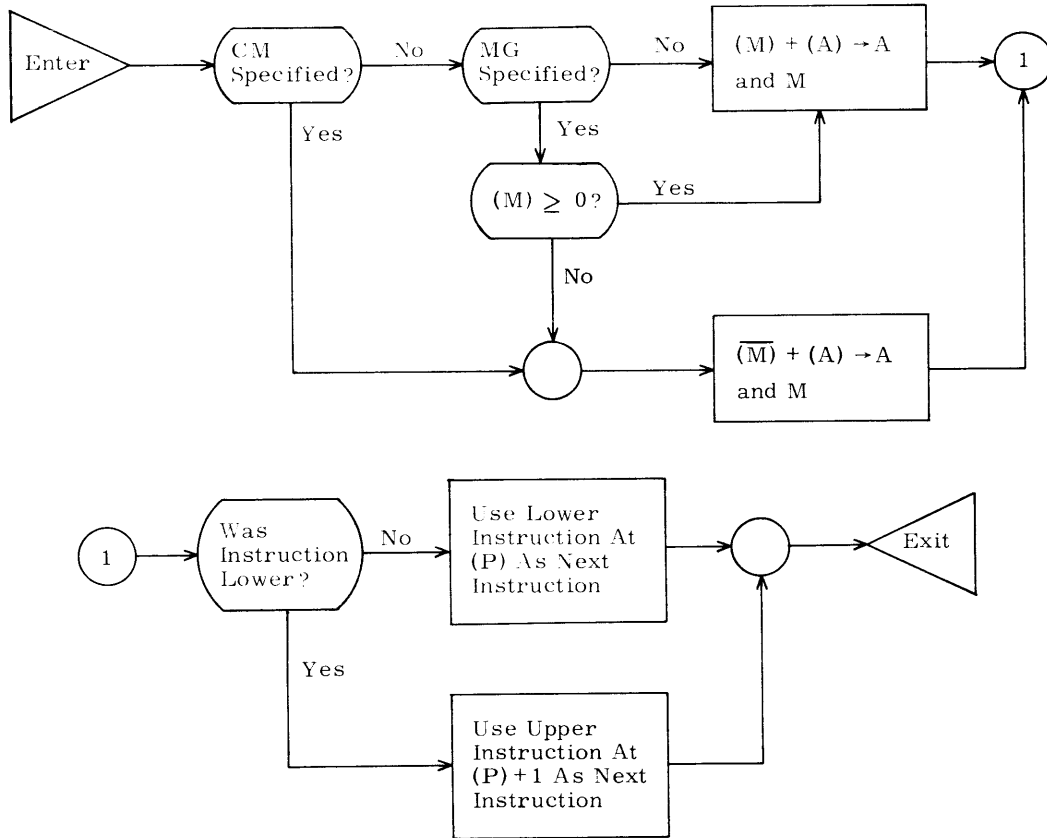 Enter
CM
Specified?
No
MG
Specified?
No
(M) + (A) → A
and M
1
Yes
Yes
(M) ≥ 0?
Yes
No
(M̅) + (A) → A
and M
1
Was
Instruction
Lower?
No
Use Lower
Instruction At
(P) As Next
Instruction
Exit
Yes
Use Upper
Instruction At
(P)+1 As Next
Instruction